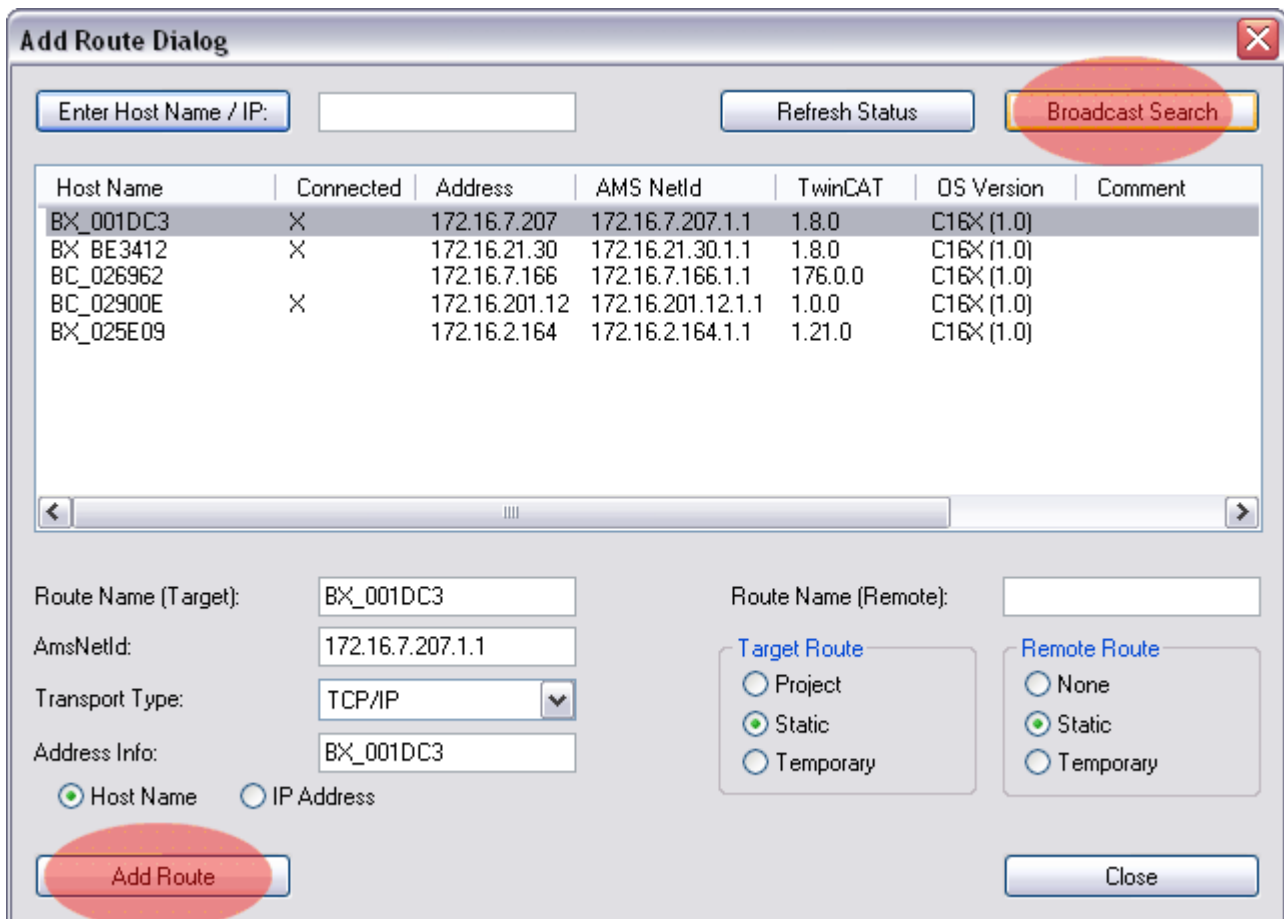 Add Route Dialog
Enter Host Name / IP: Refresh Status Broadcast Search
Host Name Connected Address AMS NetId TwinCAT OS Version Comment
BX_001DC3 X 172.16.7.207 172.16.7.207.1.1 1.8.0 C16X (1.0)
BX_BE3412 X 172.16.21.30 172.16.21.30.1.1 1.8.0 C16X (1.0)
BC_026962 172.16.7.166 172.16.7.166.1.1 176.0.0 C16X (1.0)
BC_02900E X 172.16.201.12 172.16.201.12.1.1 1.0.0 C16X (1.0)
BX_025E09 172.16.2.164 172.16.2.164.1.1 1.21.0 C16X (1.0)
Route Name (Target): BX_001DC3 Route Name (Remote):
AmsNetId: 172.16.7.207.1.1
Transport Type: TCP/IP
Address Info: BX_001DC3
Host Name IP Address
Target Route
Project
Static
Temporary
Remote Route
None
Static
Temporary
Add Route Close